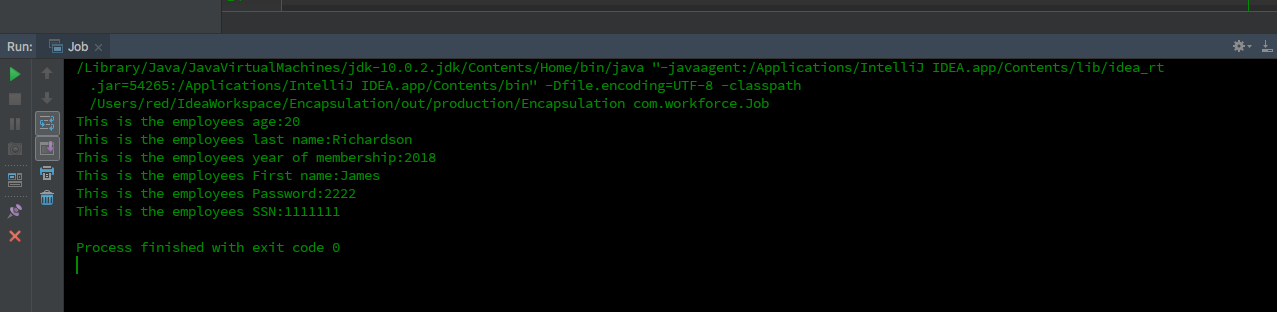 Run: Job
/Library/Java/JavaVirtualMachines/jdk-10.0.2.jdk/Contents/Home/bin/java "-javaagent:/Applications/IntelliJ IDEA.app/Contents/lib/idea_rt
.jar=54265:/Applications/IntelliJ IDEA.app/Contents/bin" -Dfile.encoding=UTF-8 -classpath
/Users/red/IdeaWorkspace/Encapsulation/out/production/Encapsulation com.workforce.Job
This is the employees age:20
This is the employees last name:Richardson
This is the employees year of membership:2018
This is the employees First name:James
This is the employees Password:2222
This is the employees SSN:1111111
Process finished with exit code 0